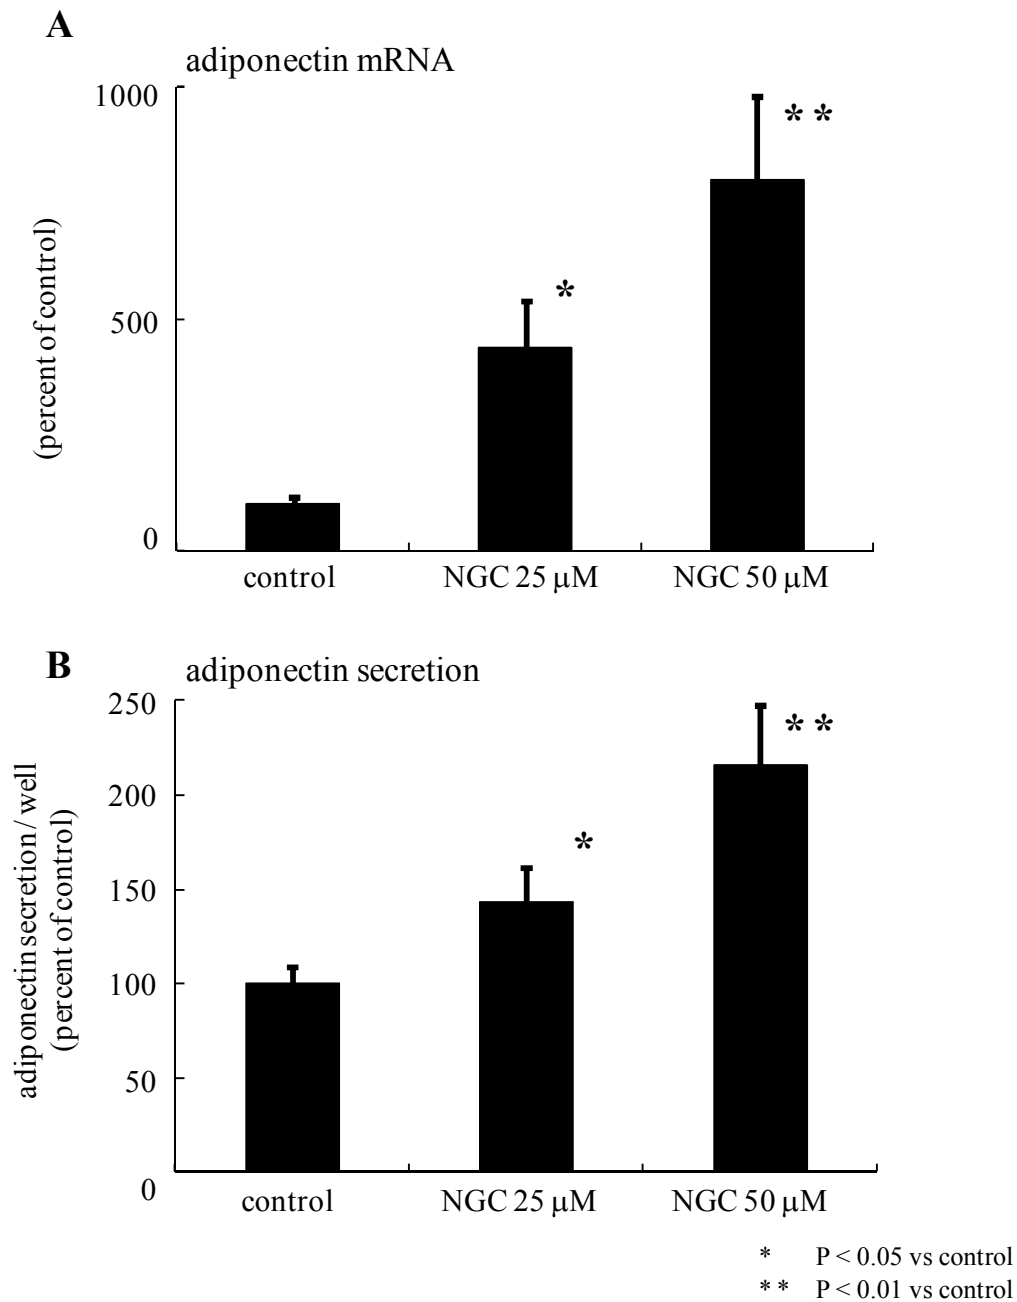 A
adiponectin mRNA
1000
500
0
(percent of control)
control
NGC 25 μM
NGC 50 μM
*
* *
B
adiponectin secretion
250
200
150
100
50
0
adiponectin secretion / well
(percent of control)
control
NGC 25 μM
NGC 50 μM
*
* *
* P < 0.05 vs control
* * P < 0.01 vs control